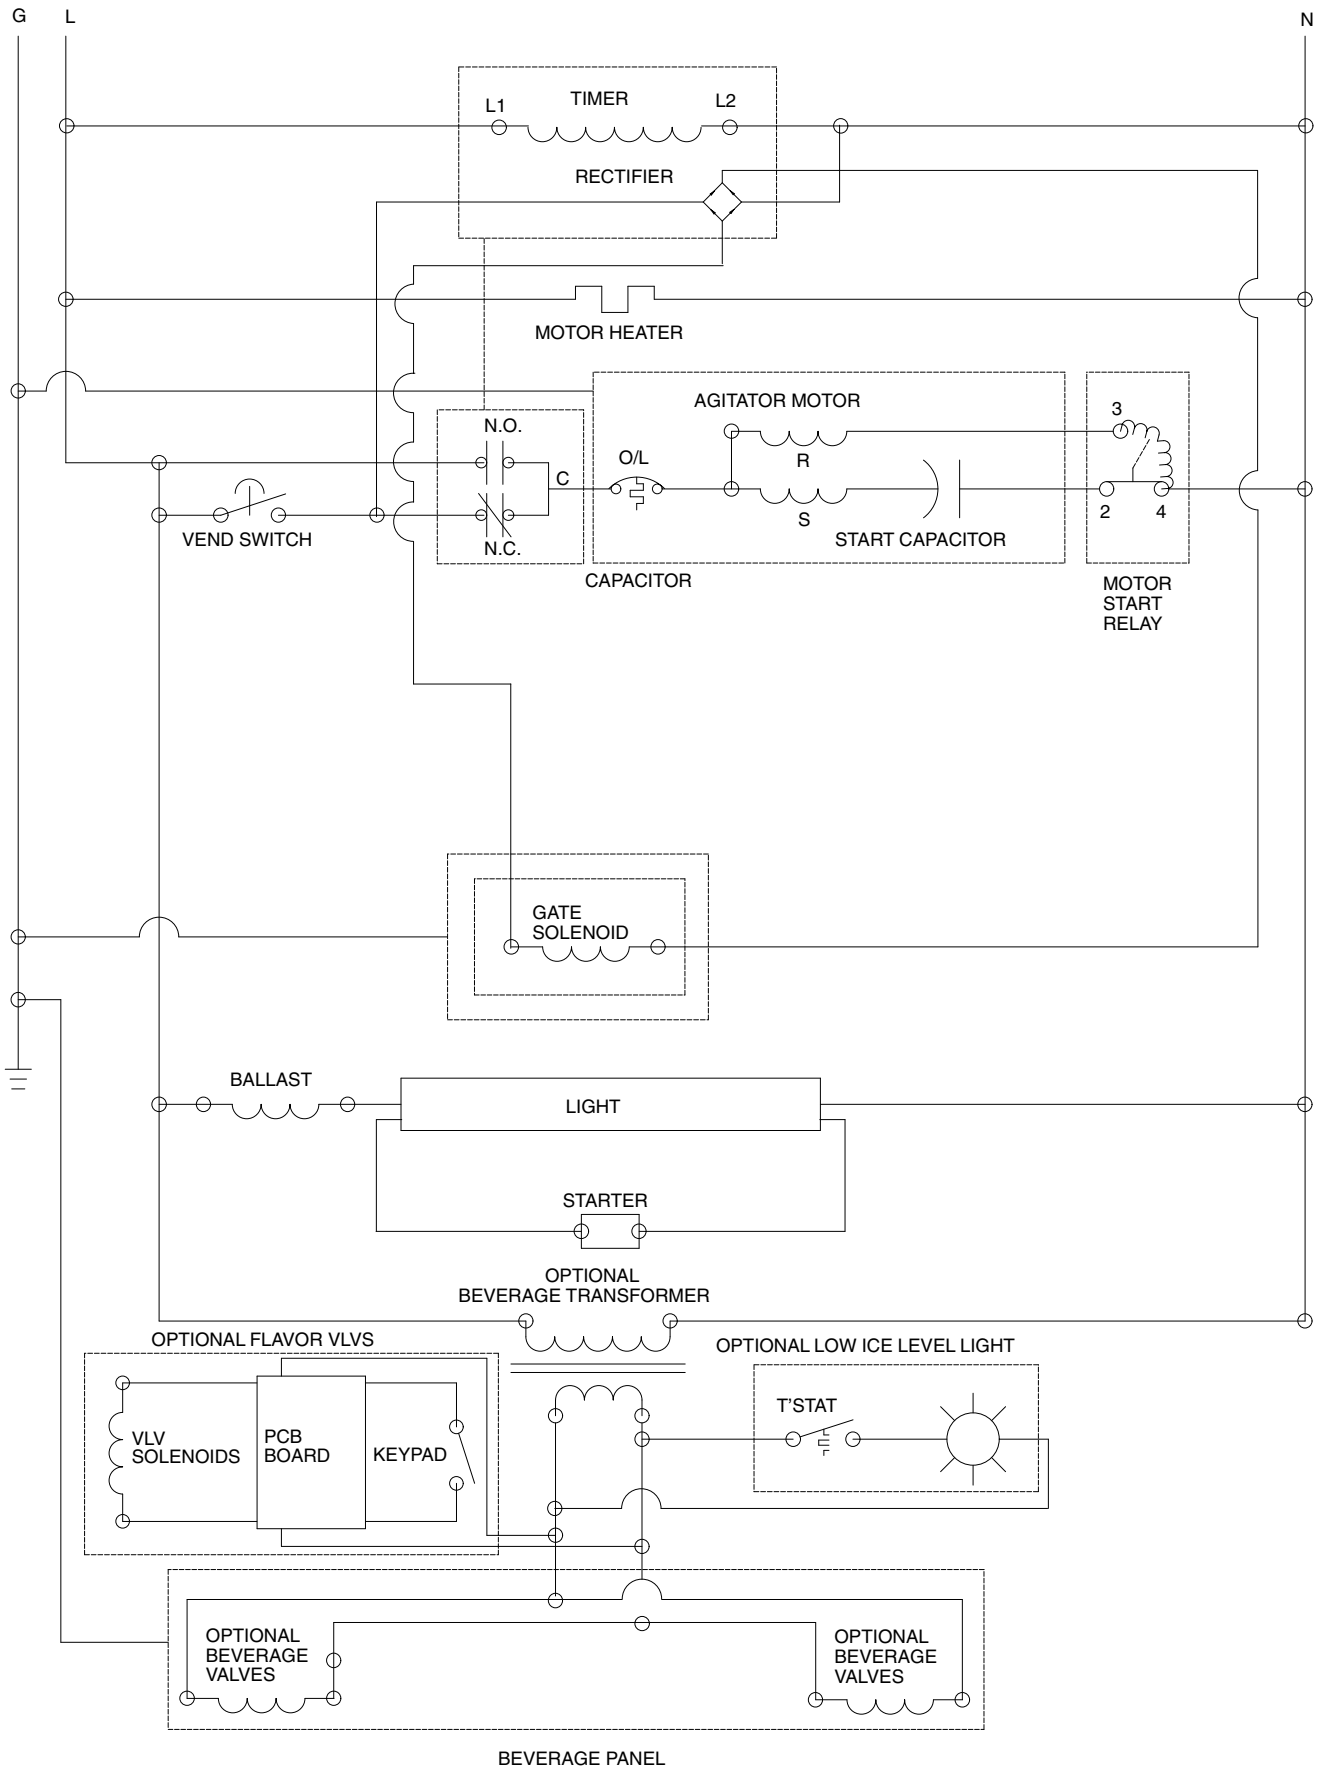 G
L
N
TIMER
L1
L2
RECTIFIER
MOTOR HEATER
AGITATOR MOTOR
3
N.O.
R
O/L
C
S
2
4
VEND SWITCH
START CAPACITOR
N.C.
CAPACITOR
MOTOR
START
RELAY
GATE
SOLENOID
BALLAST
LIGHT
STARTER
OPTIONAL
BEVERAGE TRANSFORMER
OPTIONAL FLAVOR VLVS
OPTIONAL LOW ICE LEVEL LIGHT
T'STAT
VLV
SOLENOIDS
PCB
BOARD
KEYPAD
OPTIONAL
BEVERAGE
VALVES
OPTIONAL
BEVERAGE
VALVES
BEVERAGE PANEL